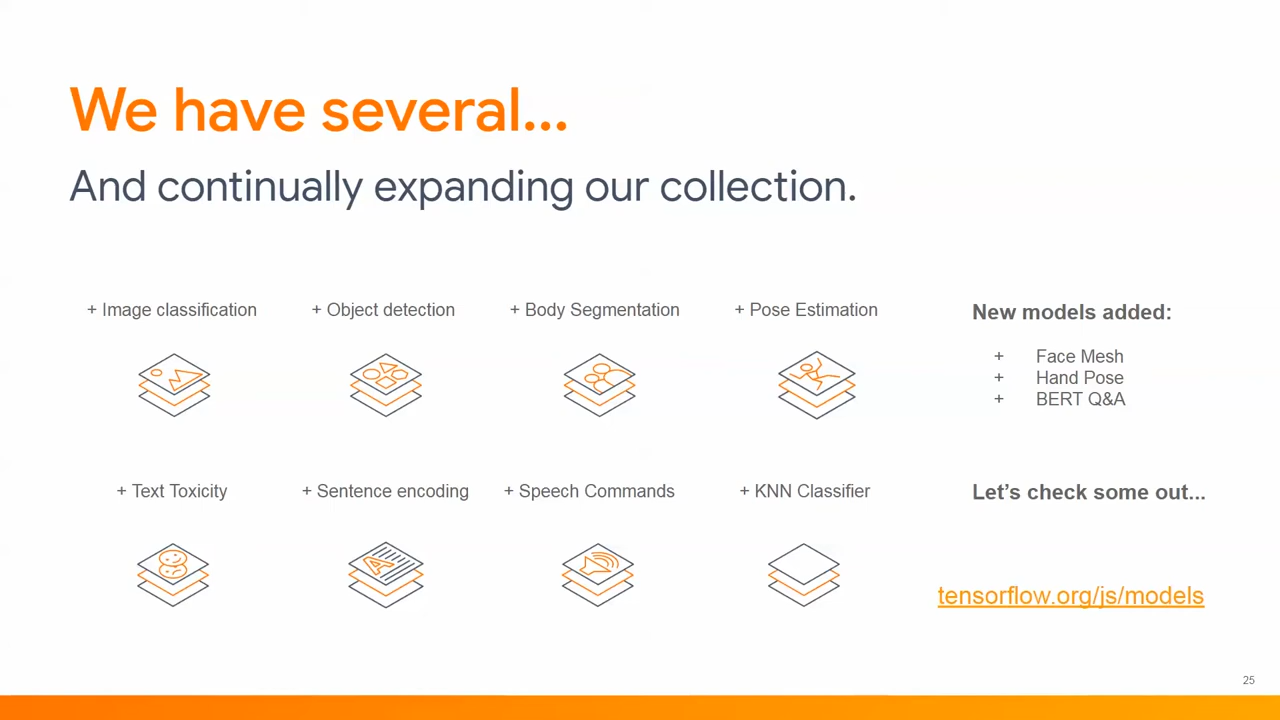 We have several...
And continually expanding our collection.
+ Image classification
+ Object detection
+ Body Segmentation
+ Pose Estimation
+ Text Toxicity
+ Sentence encoding
+ Speech Commands
+ KNN Classifier
New models added:
+ Face Mesh
+ Hand Pose
+ BERT Q&A
Let's check some out...
tensorflow.org/js/models
25